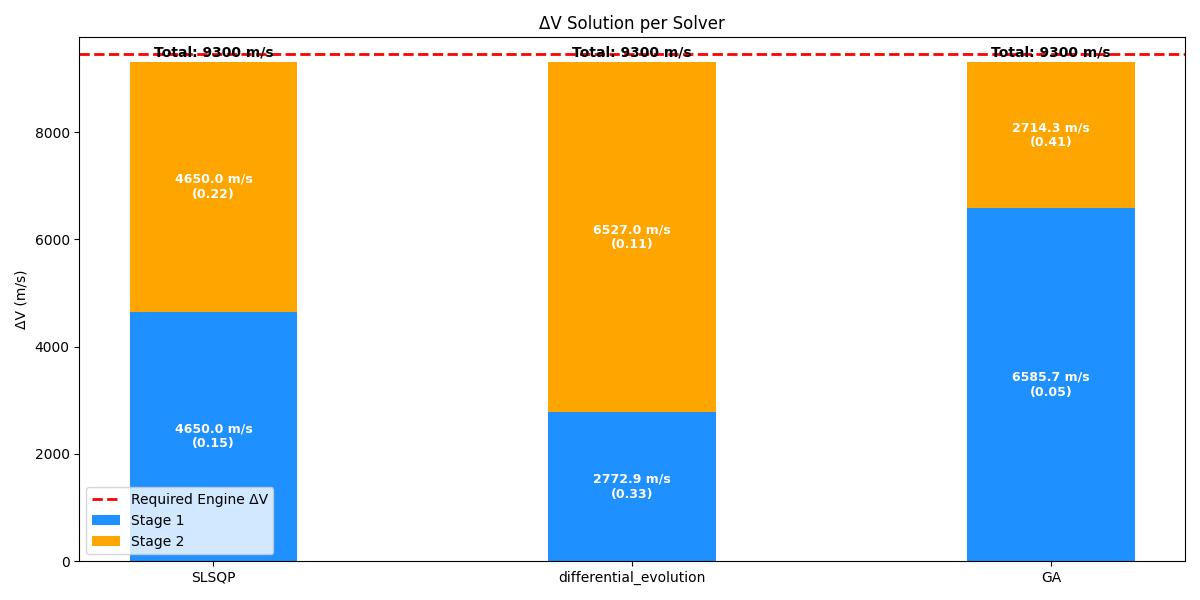 ΔV Solution per Solver
Total: 9300 m/s
Total: 9300 m/s
Total: 9300 m/s
ΔV (m/s)
8000
6000
4000
2000
0
4650.0 m/s
(0.22)
4650.0 m/s
(0.15)
6527.0 m/s
(0.11)
2772.9 m/s
(0.33)
2714.3 m/s
(0.41)
6585.7 m/s
(0.05)
Required Engine ΔV
Stage 1
Stage 2
SLSQP
differential_evolution
GA